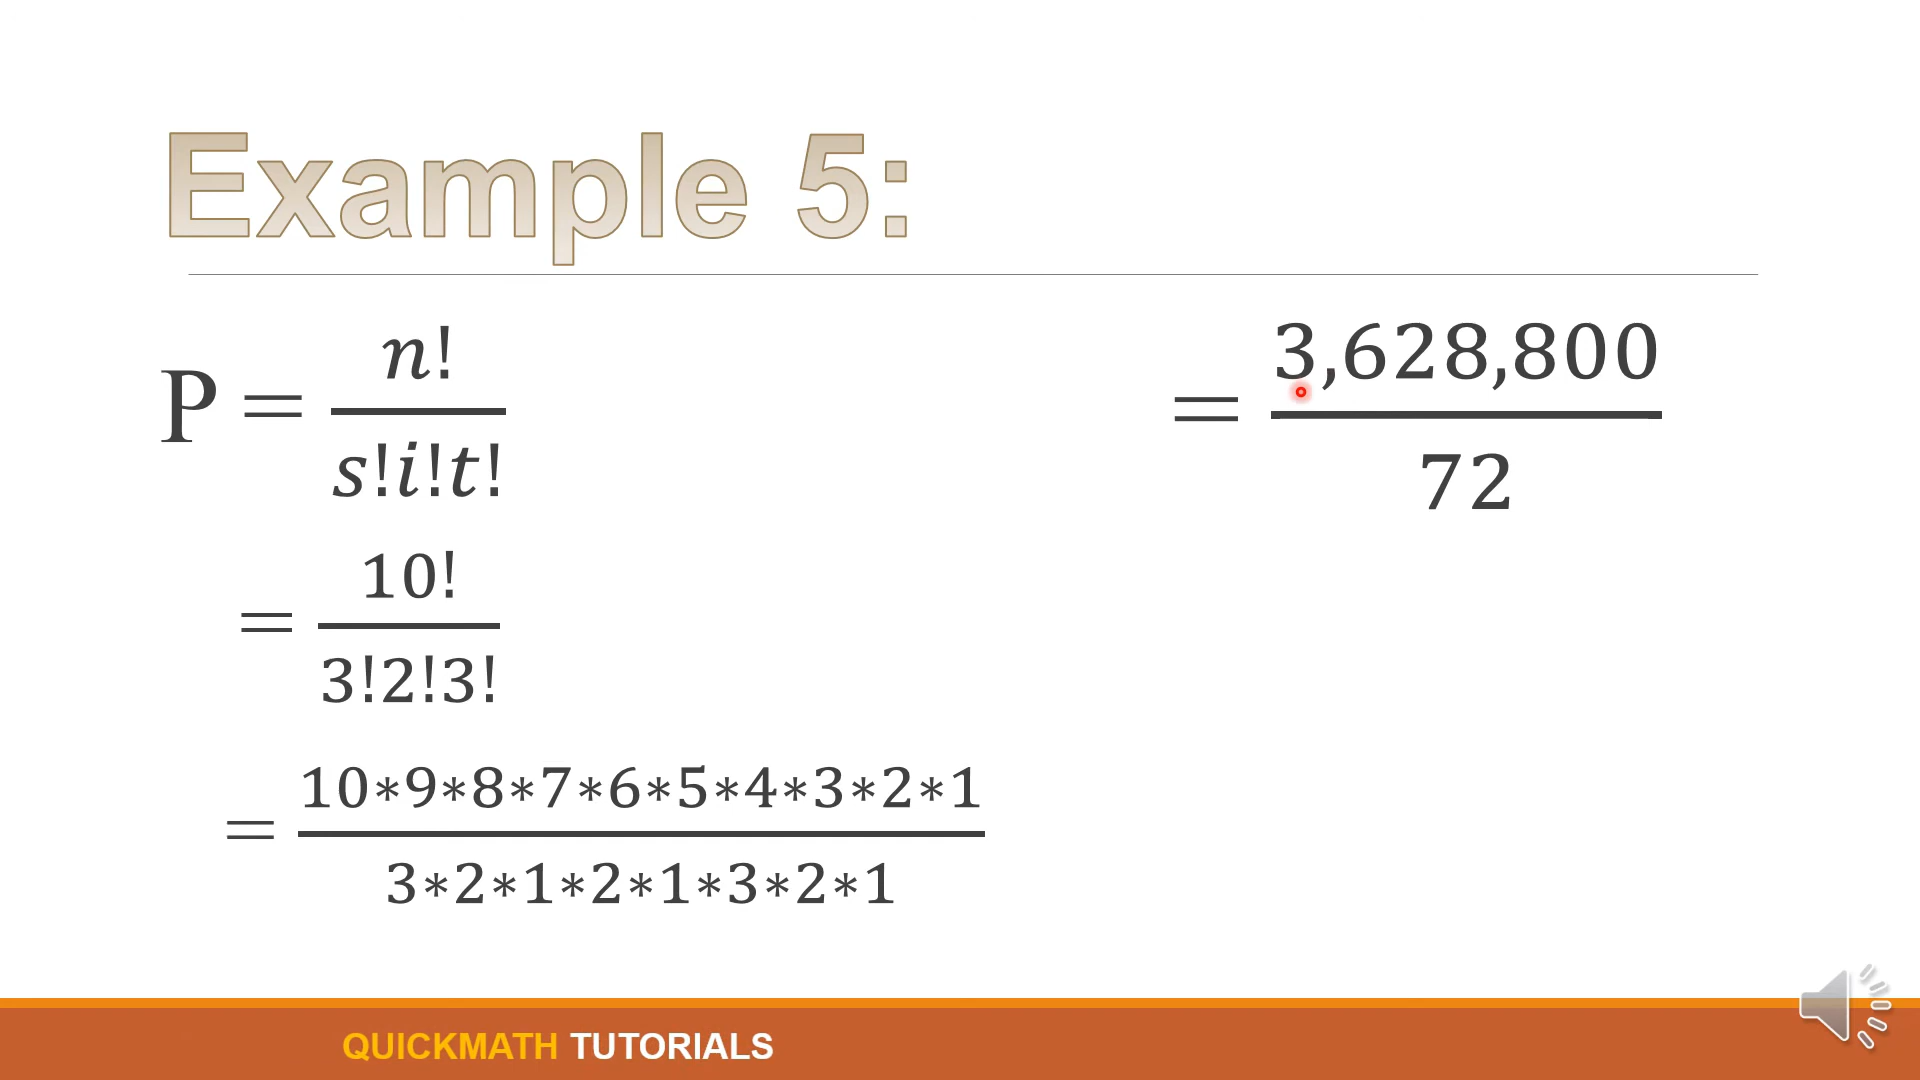 Example 5:
P = n! / s!i!t!
= 10! / 3!2!3!
= 10*9*8*7*6*5*4*3*2*1 / 3*2*1*2*1*3*2*1
= 3,628,800 / 72
QUICKMATH TUTORIALS